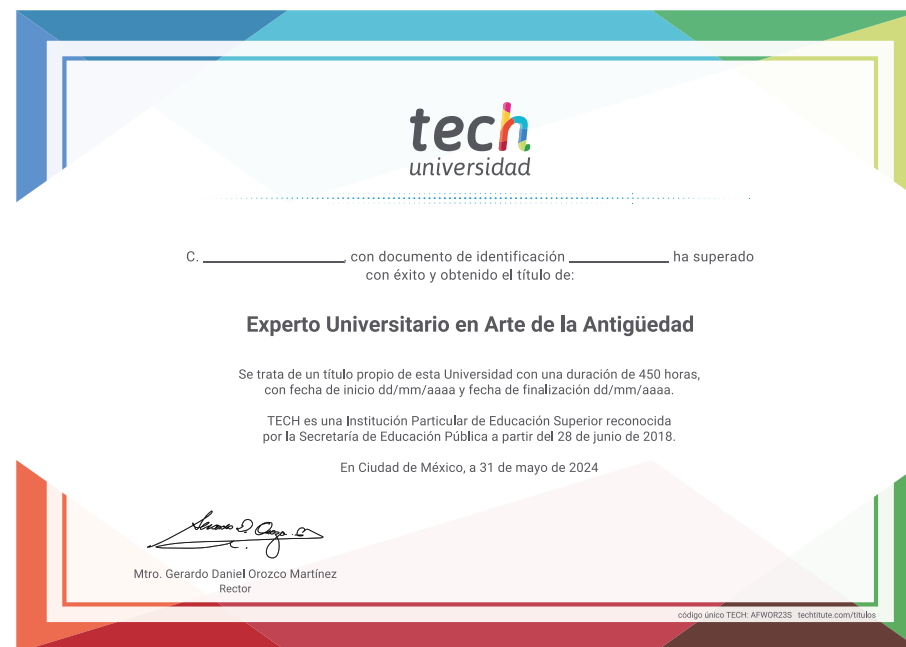 tech
universidad
C. ____________________, con documento de identificación ______________ ha superado
con éxito y obtenido el título de:
Experto Universitario en Arte de la Antigüedad
Se trata de un título propio de esta Universidad con una duración de 450 horas,
con fecha de inicio dd/mm/aaaa y fecha de finalización dd/mm/aaaa.
TECH es una Institución Particular de Educación Superior reconocida
por la Secretaría de Educación Pública a partir del 28 de junio de 2018.
En Ciudad de México, a 31 de mayo de 2024
Mtro. Gerardo Daniel Orozco Martínez
Rector
código único TECH: AFWOR23S techtitute.com/titulos